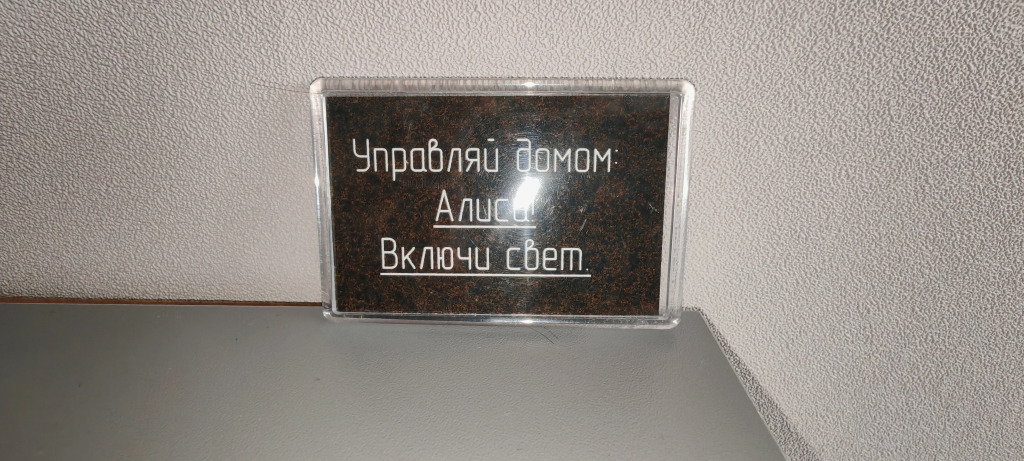 Управляй домом:
Алиса!
Включи свет.